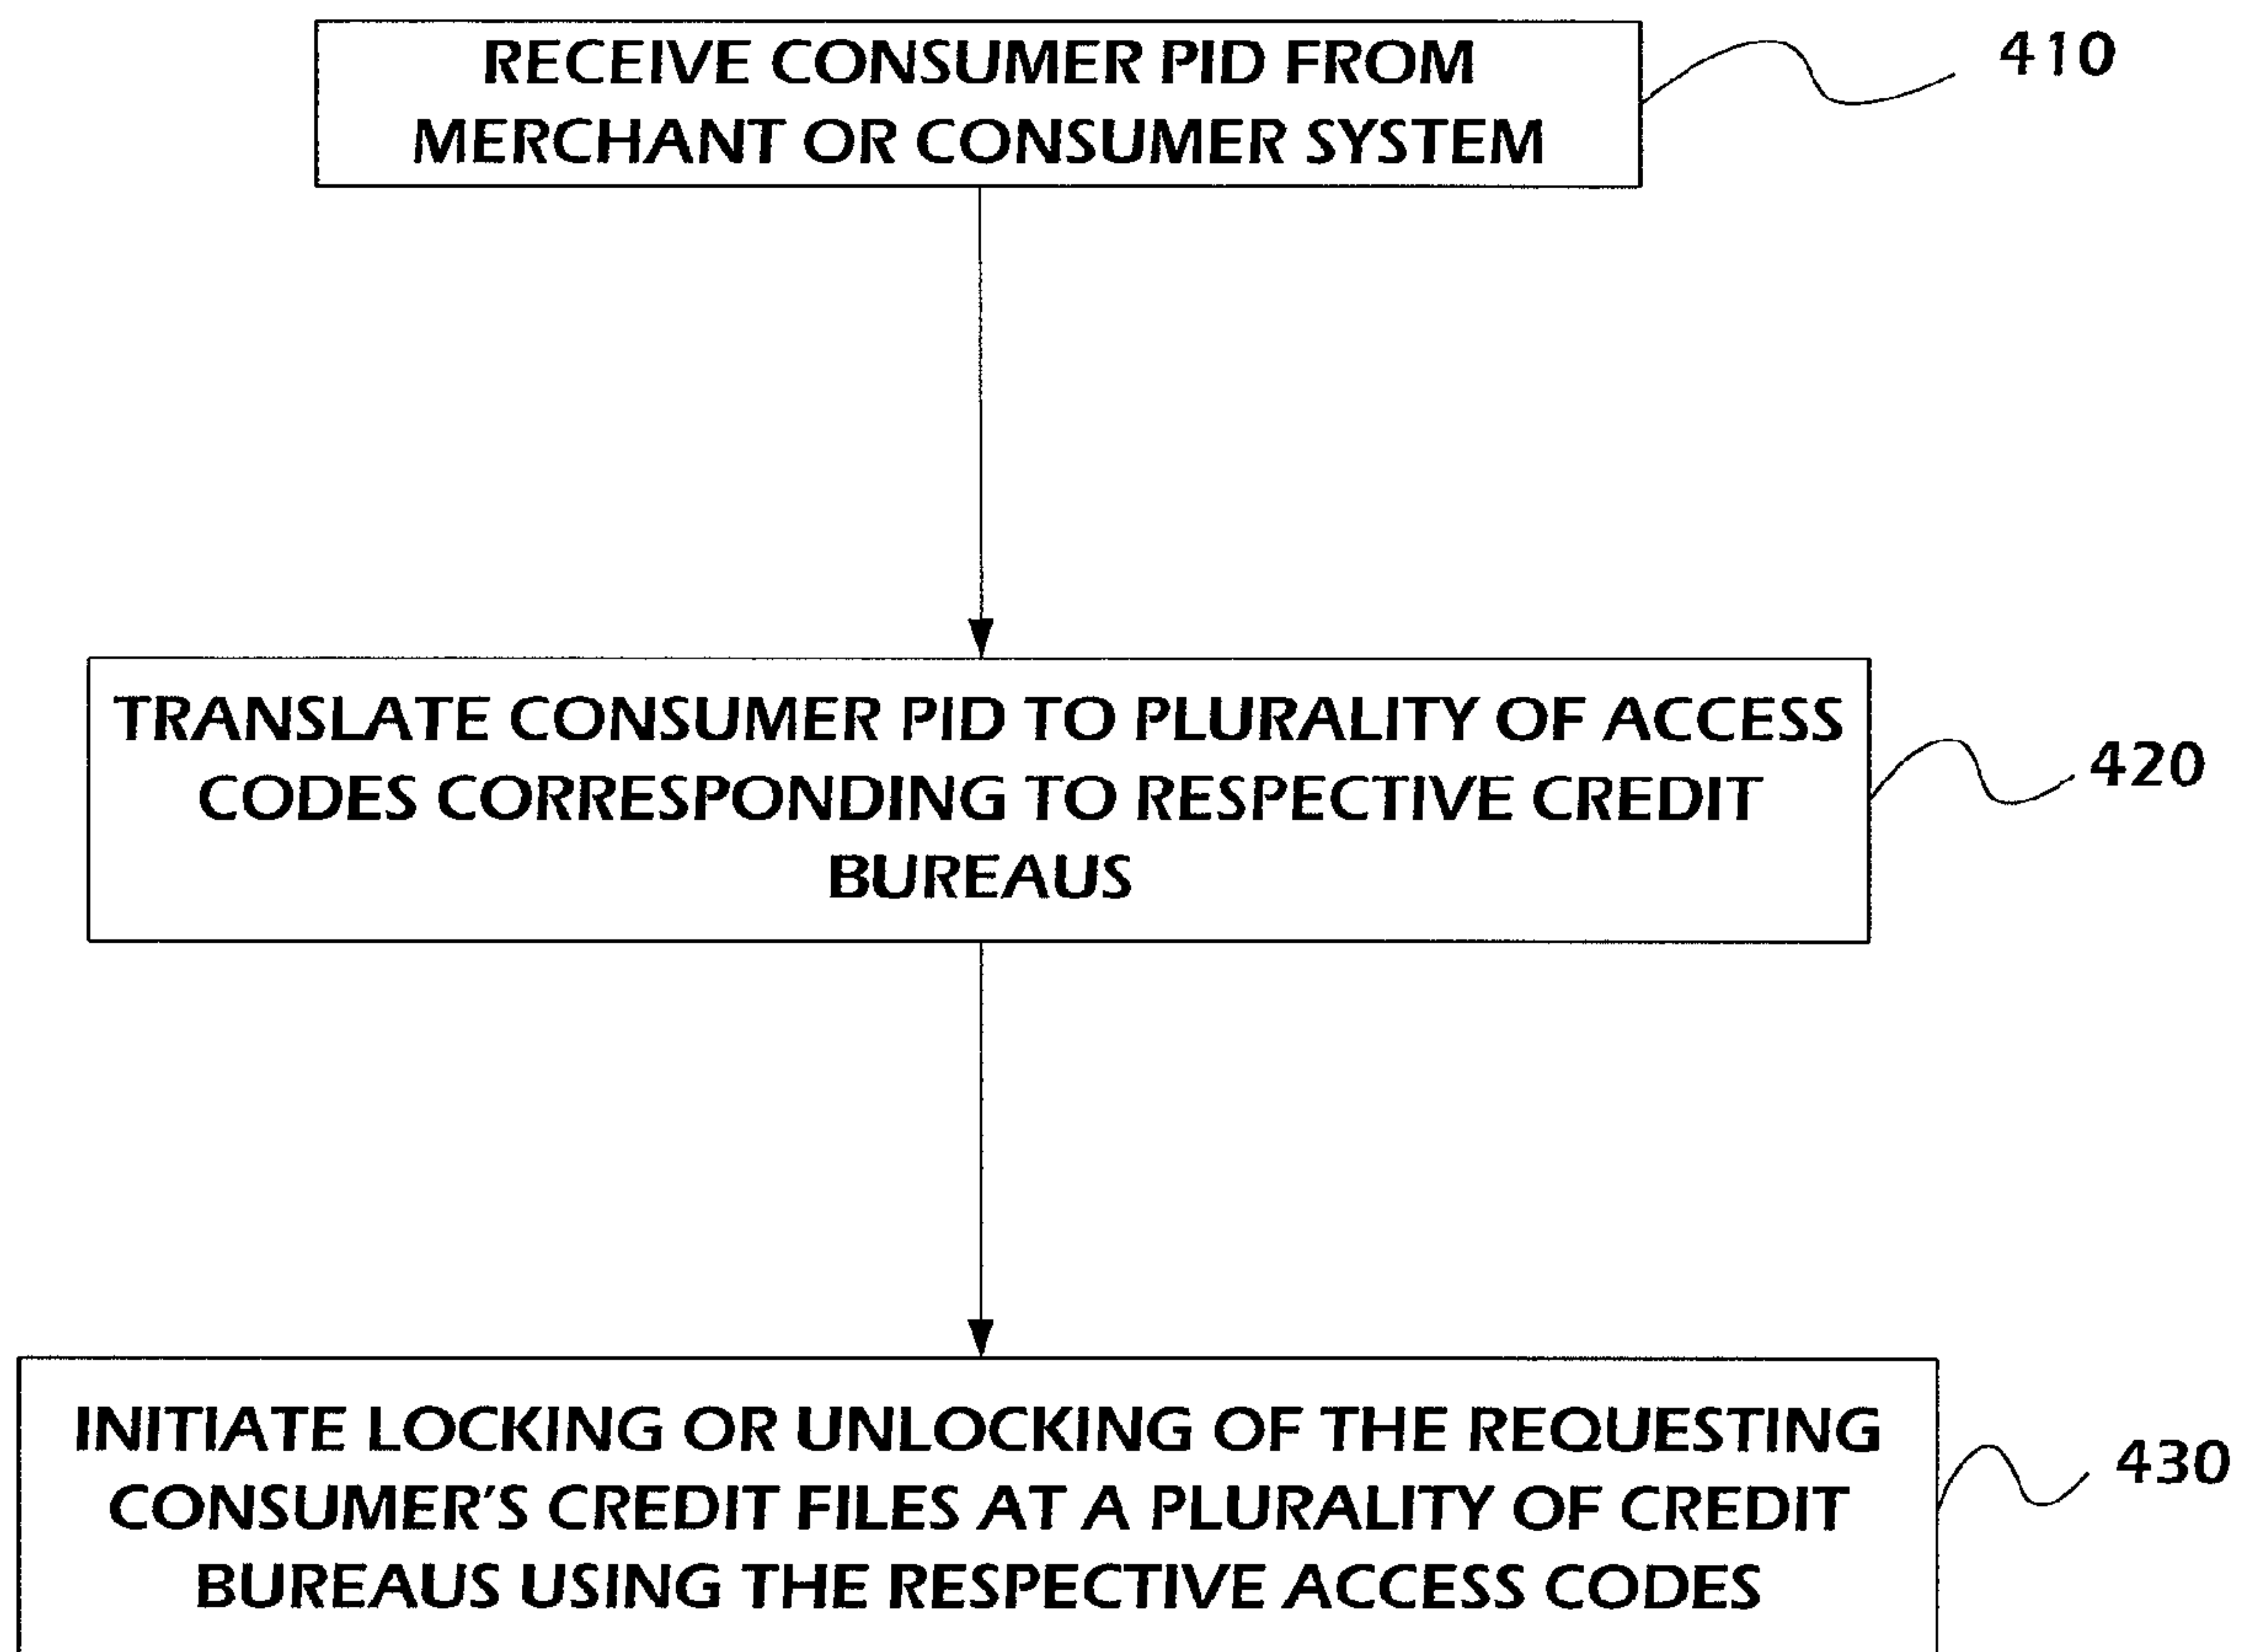 RECEIVE CONSUMER PID FROM
MERCHANT OR CONSUMER SYSTEM
410
TRANSLATE CONSUMER PID TO PLURALITY OF ACCESS
CODES CORRESPONDING TO RESPECTIVE CREDIT
BUREAUS
420
INITIATE LOCKING OR UNLOCKING OF THE REQUESTING
CONSUMER'S CREDIT FILES AT A PLURALITY OF CREDIT
BUREAUS USING THE RESPECTIVE ACCESS CODES
430